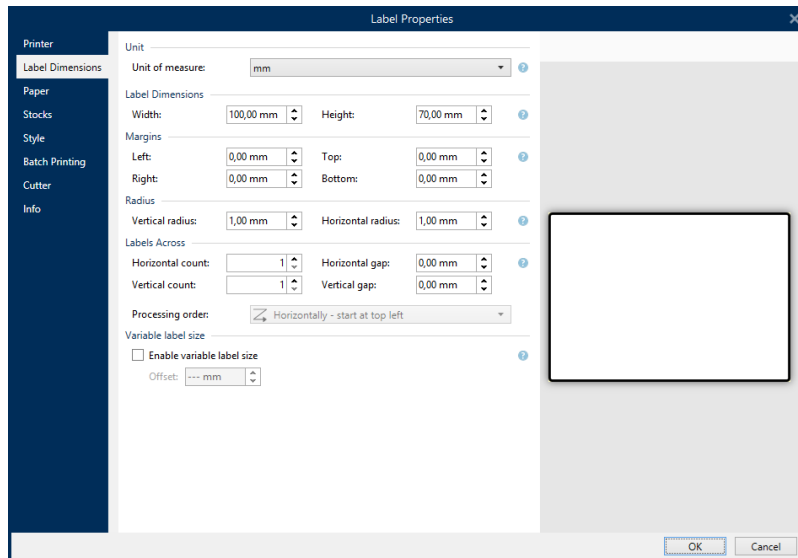 Label Properties
Printer
Label Dimensions
Paper
Stocks
Style
Batch Printing
Cutter
Info
Unit
Unit of measure: mm ?
Label Dimensions
Width: 100,00 mm Height: 70,00 mm ?
Margins
Left: 0,00 mm Top: 0,00 mm ?
Right: 0,00 mm Bottom: 0,00 mm
Radius
Vertical radius: 1,00 mm Horizontal radius: 1,00 mm ?
Labels Across
Horizontal count: 1 Horizontal gap: 0,00 mm ?
Vertical count: 1 Vertical gap: 0,00 mm
Processing order: Horizontally - start at top left
Variable label size
Enable variable label size ?
Offset: --- mm
OK Cancel